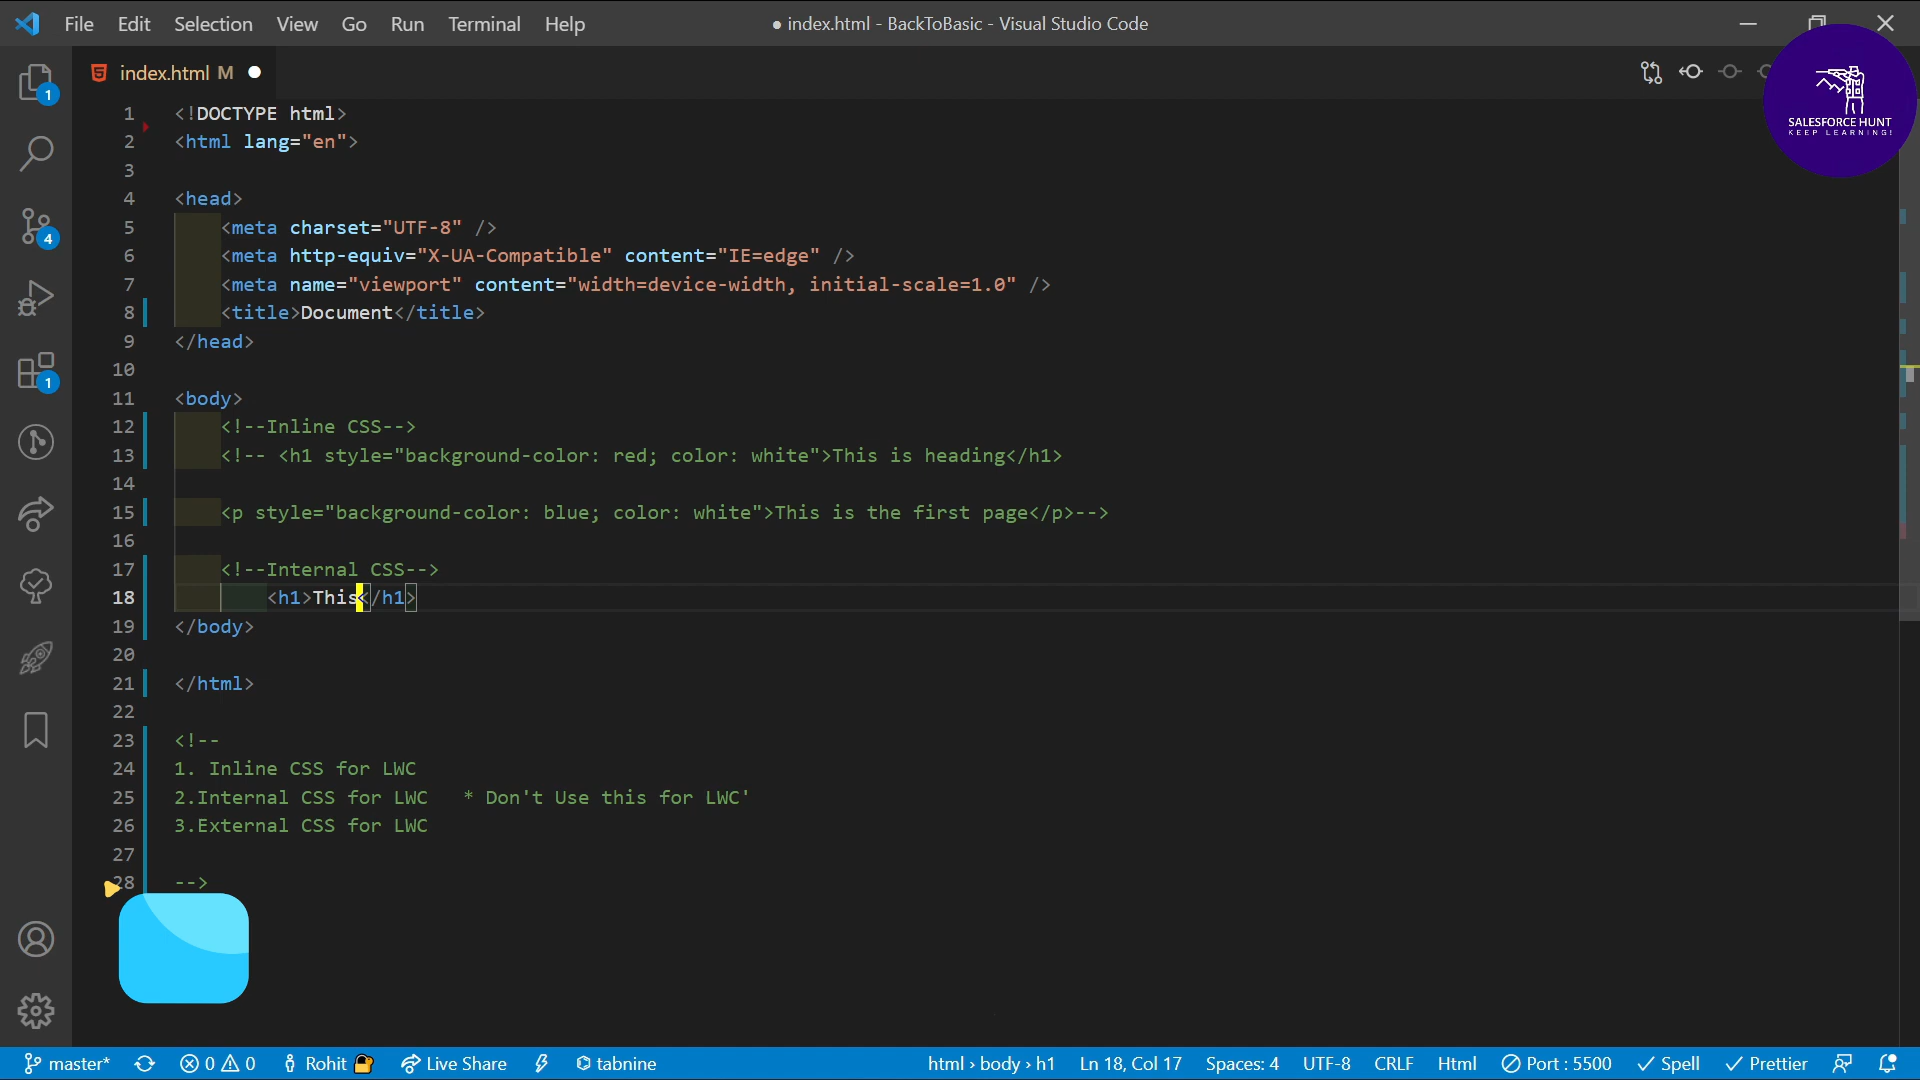 File Edit Selection View Go Run Terminal Help
● index.html - BackToBasic - Visual Studio Code
index.html M
SALESFORCE HUNT
KEEP LEARNING!
1
4
1
1 <!DOCTYPE html>
2 <html lang="en">
3
4 <head>
5 <meta charset="UTF-8" />
6 <meta http-equiv="X-UA-Compatible" content="IE=edge" />
7 <meta name="viewport" content="width=device-width, initial-scale=1.0" />
8 <title>Document</title>
9 </head>
10
11 <body>
12 <!--Inline CSS-->
13 <!-- <h1 style="background-color: red; color: white">This is heading</h1>
14
15 <p style="background-color: blue; color: white">This is the first page</p>-->
16
17 <!--Internal CSS-->
18 <h1>This</h1>
19 </body>
20
21 </html>
22
23 <!--
24 1. Inline CSS for LWC
25 2.Internal CSS for LWC * Don't Use this for LWC'
26 3.External CSS for LWC
27
28 -->
master* 0 0 Rohit Live Share tabnine html › body › h1 Ln 18, Col 17 Spaces: 4 UTF-8 CRLF Html Port : 5500 Spell Prettier